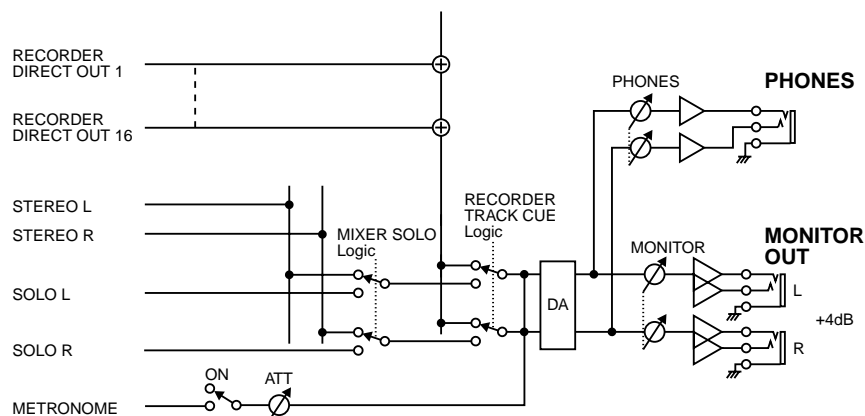 RECORDER
DIRECT OUT 1
RECORDER
DIRECT OUT 16
STEREO L
STEREO R
SOLO L
SOLO R
METRONOME
ON
ATT
MIXER SOLO
Logic
RECORDER
TRACK CUE
Logic
DA
PHONES
PHONES
MONITOR
MONITOR
OUT
L
+4dB
R